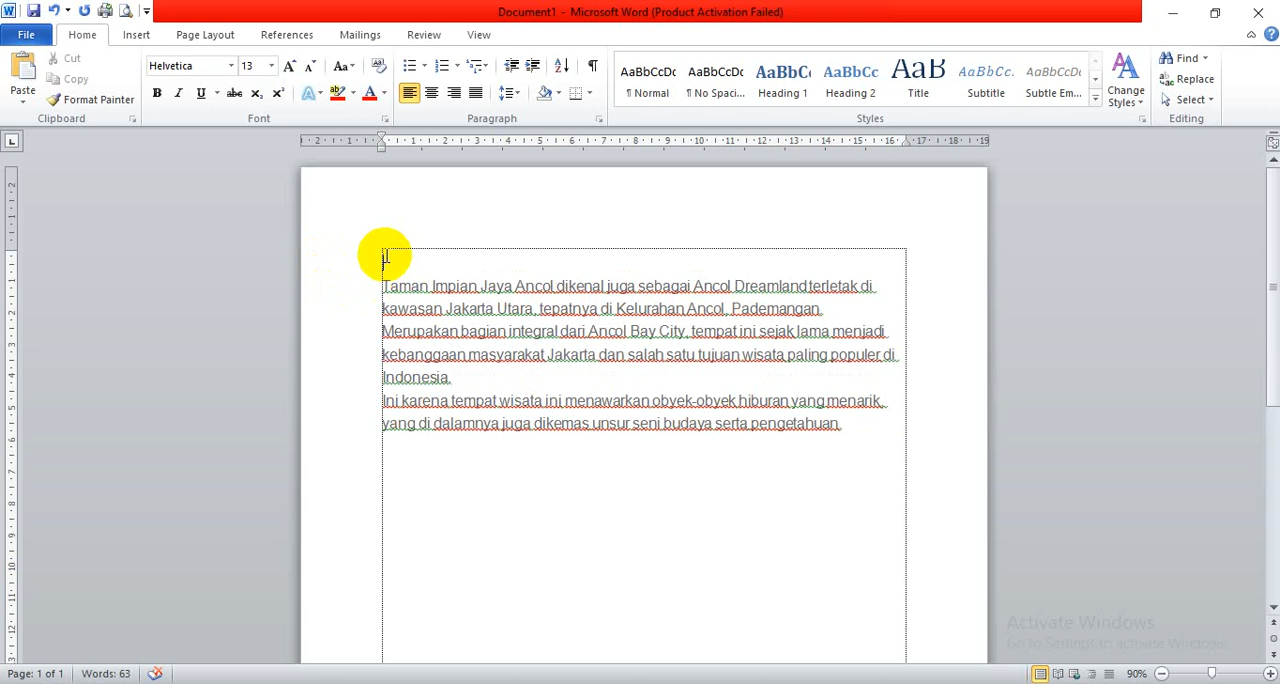 Document1 - Microsoft Word (Product Activation Failed)
File Home Insert Page Layout References Mailings Review View
Paste
Cut
Copy
Format Painter
Clipboard
Helvetica 13
Font
Paragraph
AaBbCcDc AaBbCcDc AaBbC AaBbCc AaB AaBbCc. AaBbCcDc
¶ Normal ¶ No Spac... Heading 1 Heading 2 Title Subtitle Subtle Em...
Change Styles
Styles
Find
Replace
Select
Editing
Taman Impian Jaya Ancol dikenal juga sebagai Ancol Dreamland terletak di
kawasan Jakarta Utara, tepatnya di Kelurahan Ancol, Pademangan.
Merupakan bagian integral dari Ancol Bay City, tempat ini sejak lama menjadi
kebanggaan masyarakat Jakarta dan salah satu tujuan wisata paling populer di
Indonesia.
Ini karena tempat wisata ini menawarkan obyek-obyek hiburan yang menarik,
yang di dalamnya juga dikemas unsur seni budaya serta pengetahuan.
Activate Windows
Go to Settings to activate Windows.
Page: 1 of 1 Words: 63 90%